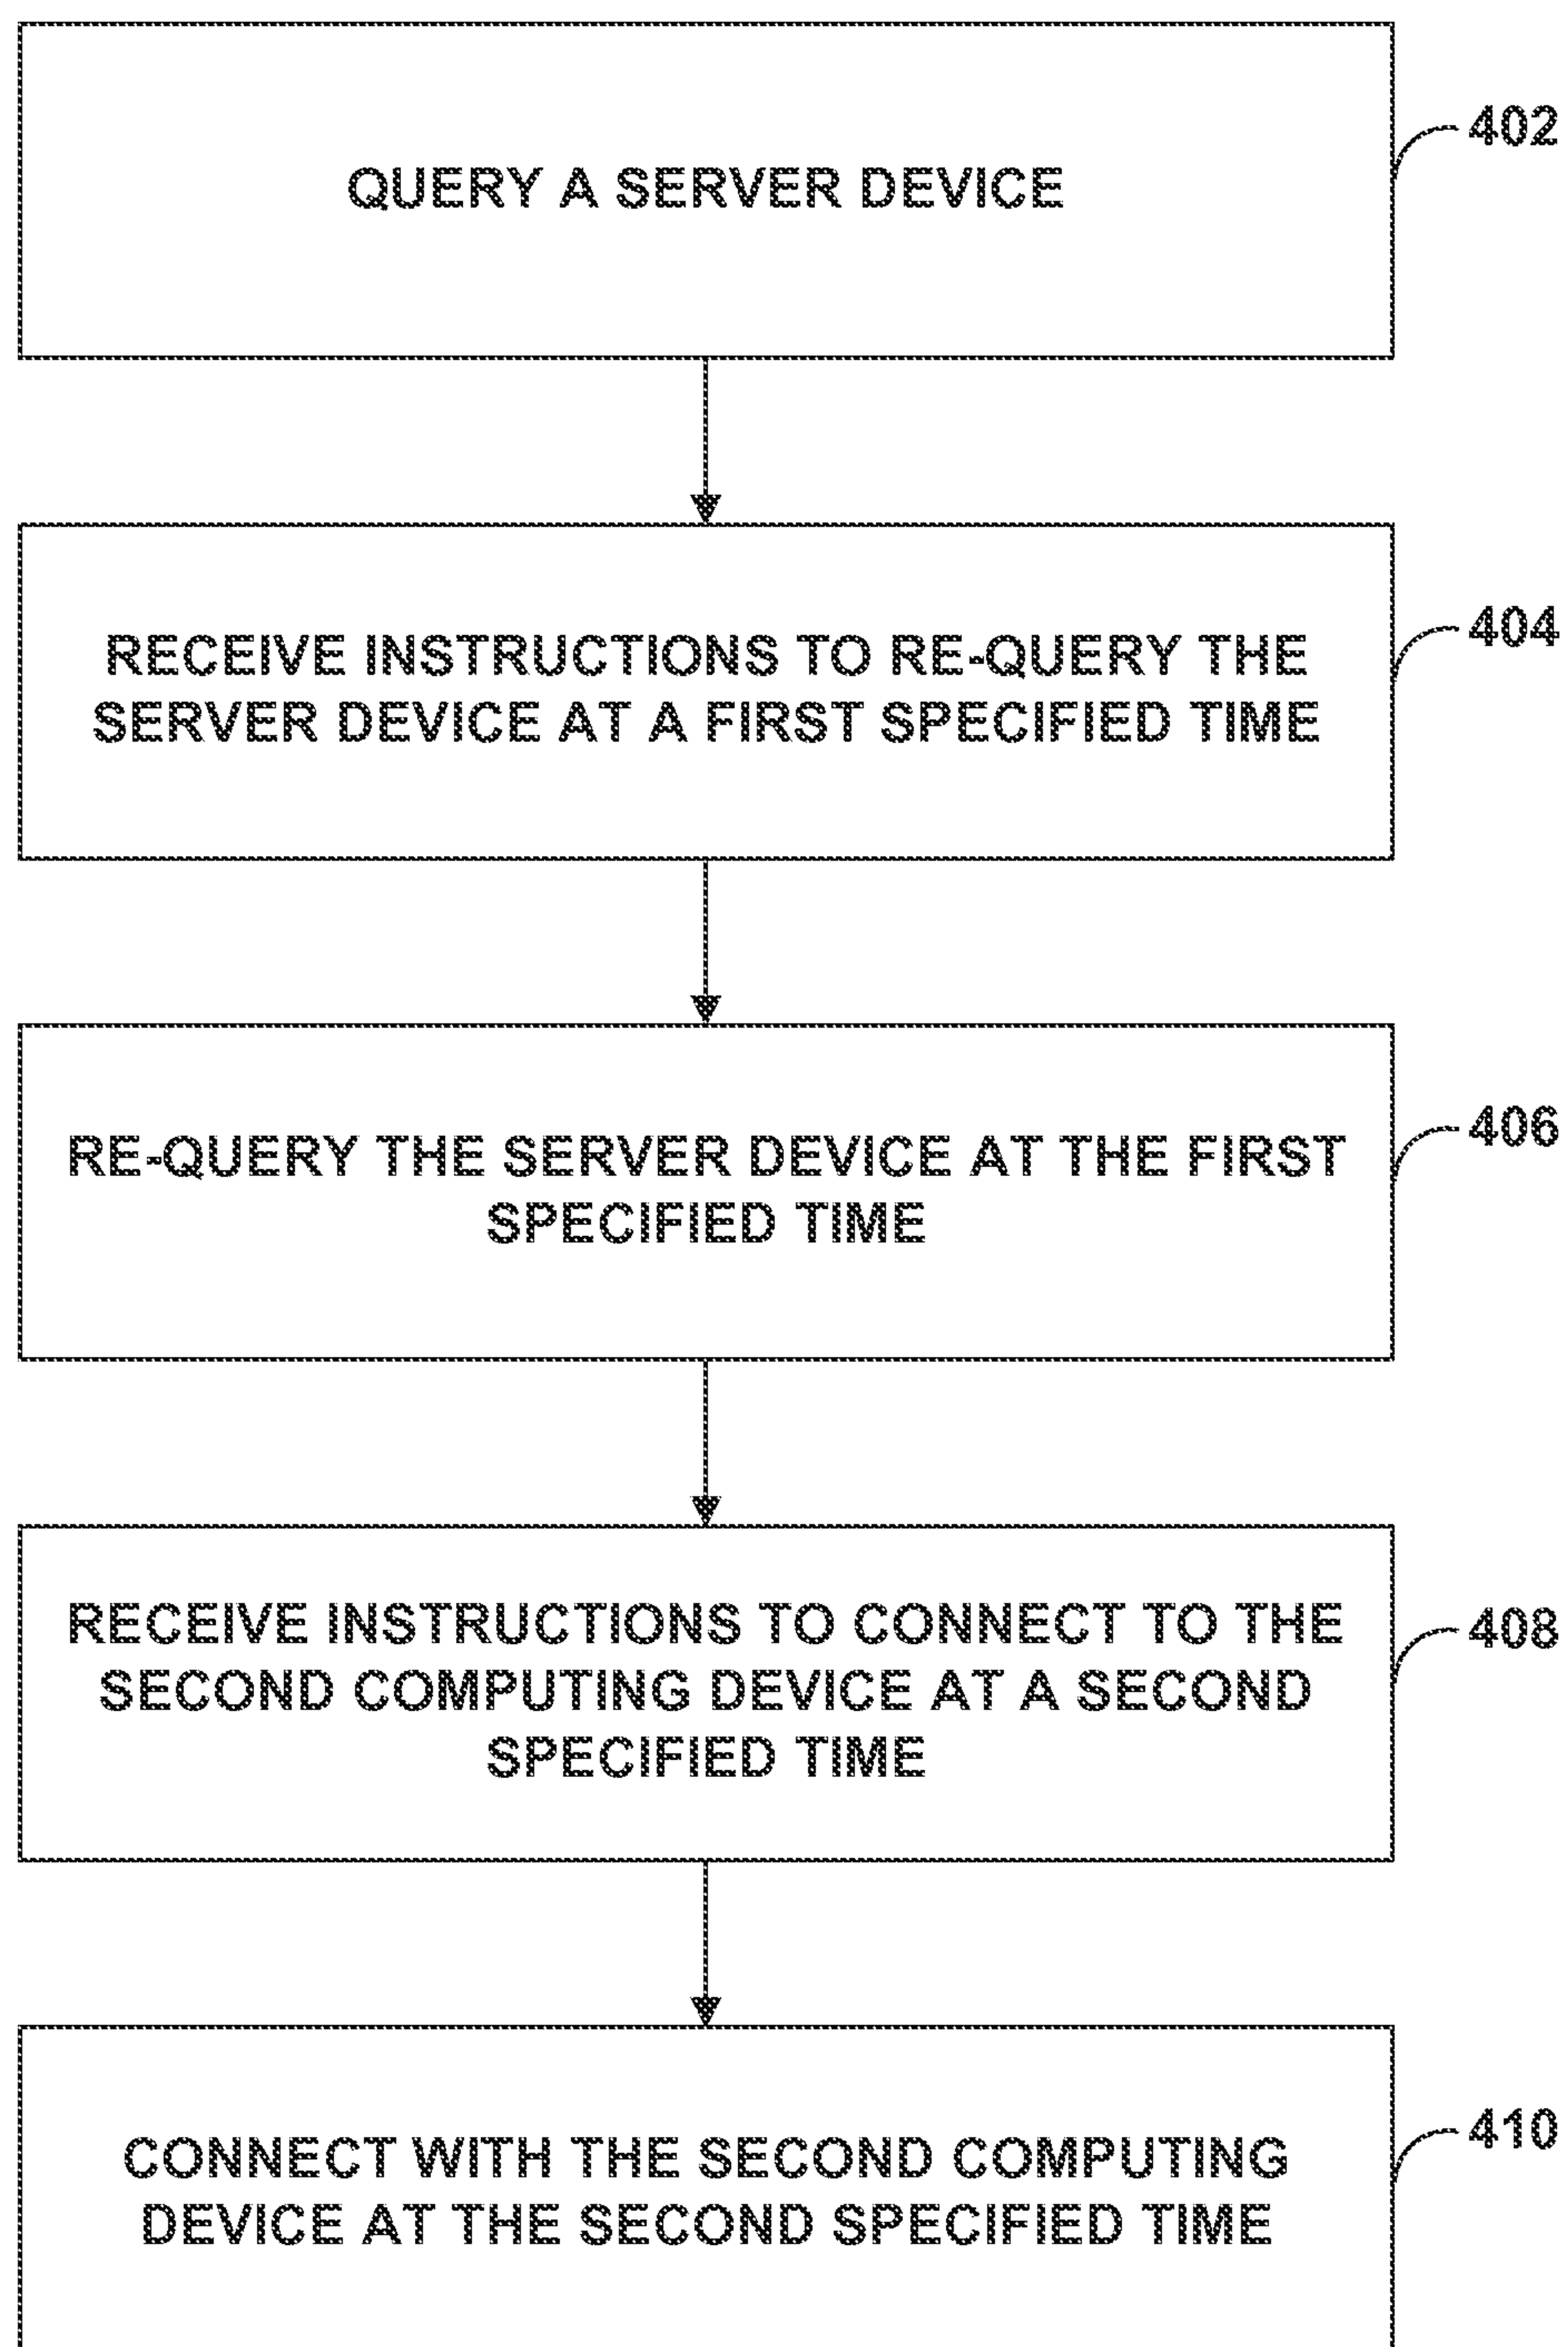 402
QUERY A SERVER DEVICE
404
RECEIVE INSTRUCTIONS TO RE-QUERY THE
SERVER DEVICE AT A FIRST SPECIFIED TIME
406
RE-QUERY THE SERVER DEVICE AT THE FIRST
SPECIFIED TIME
408
RECEIVE INSTRUCTIONS TO CONNECT TO THE
SECOND COMPUTING DEVICE AT A SECOND
SPECIFIED TIME
410
CONNECT WITH THE SECOND COMPUTING
DEVICE AT THE SECOND SPECIFIED TIME